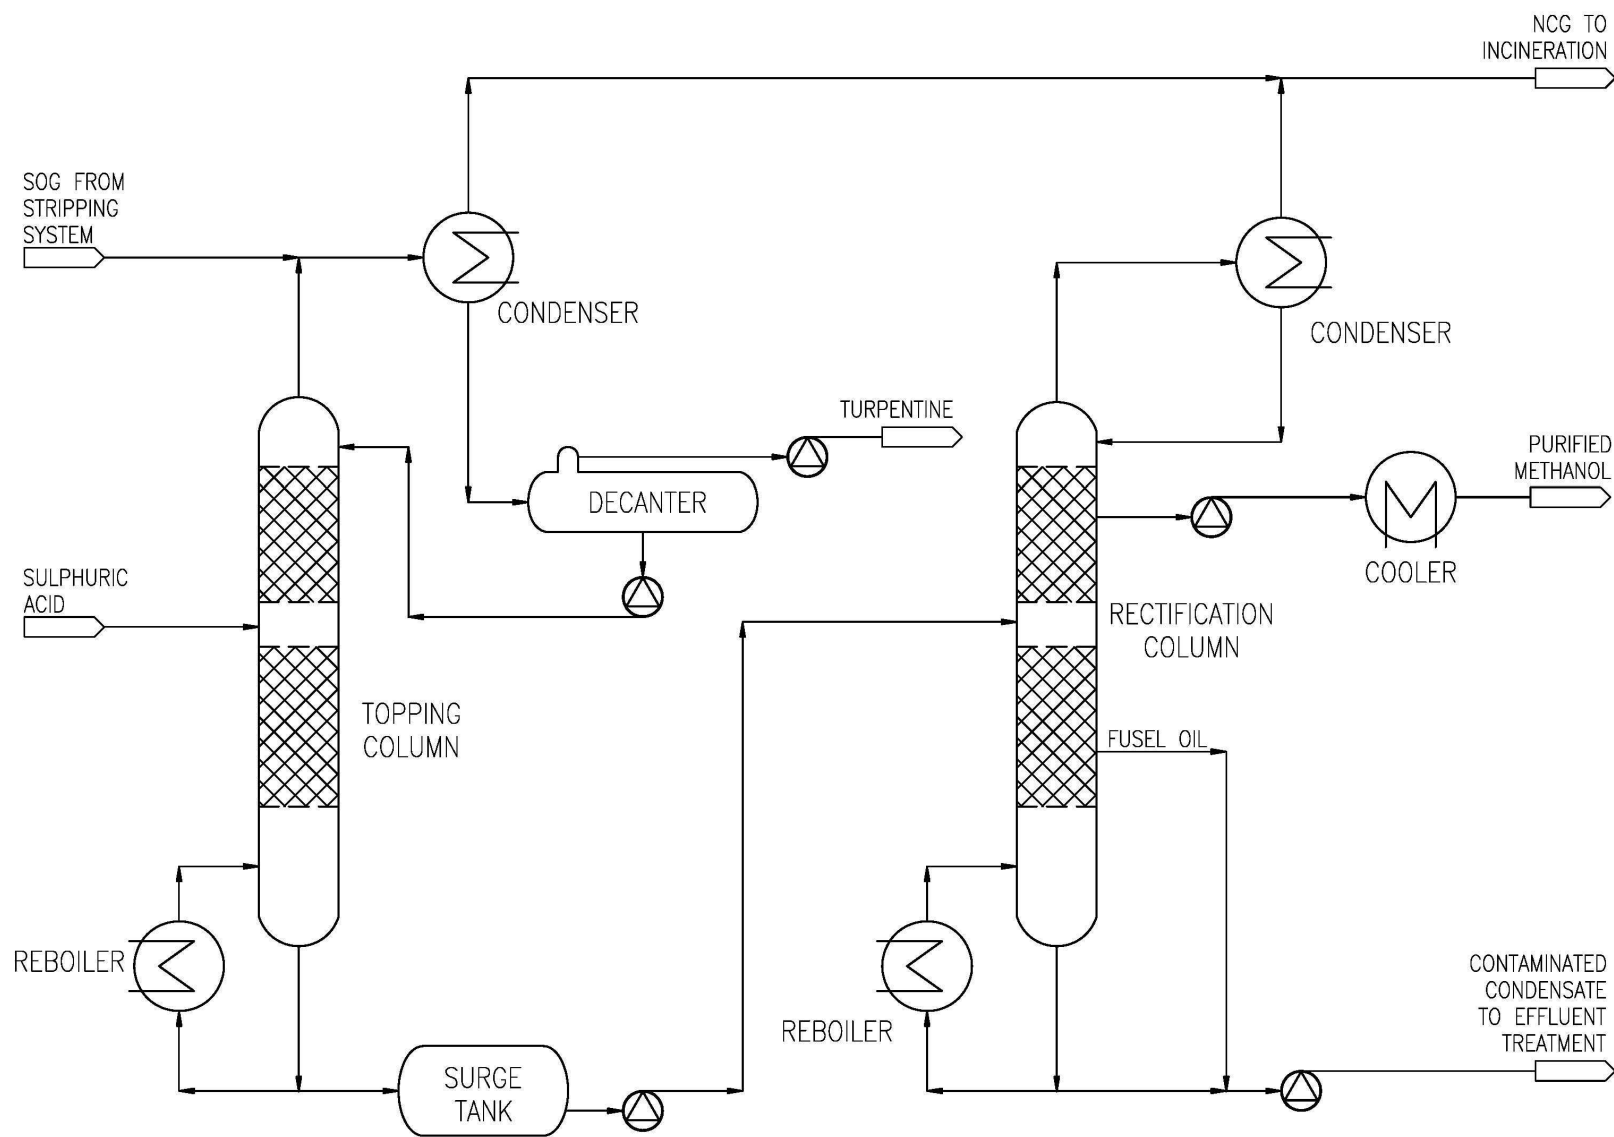 NCG TO
INCINERATION
SOG FROM
STRIPPING
SYSTEM
CONDENSER
CONDENSER
TURPENTINE
DECANTER
PURIFIED
METHANOL
COOLER
SULPHURIC
ACID
RECTIFICATION
COLUMN
TOPPING
COLUMN
FUSEL OIL
REBOILER
REBOILER
CONTAMINATED
CONDENSATE
TO EFFLUENT
TREATMENT
SURGE
TANK